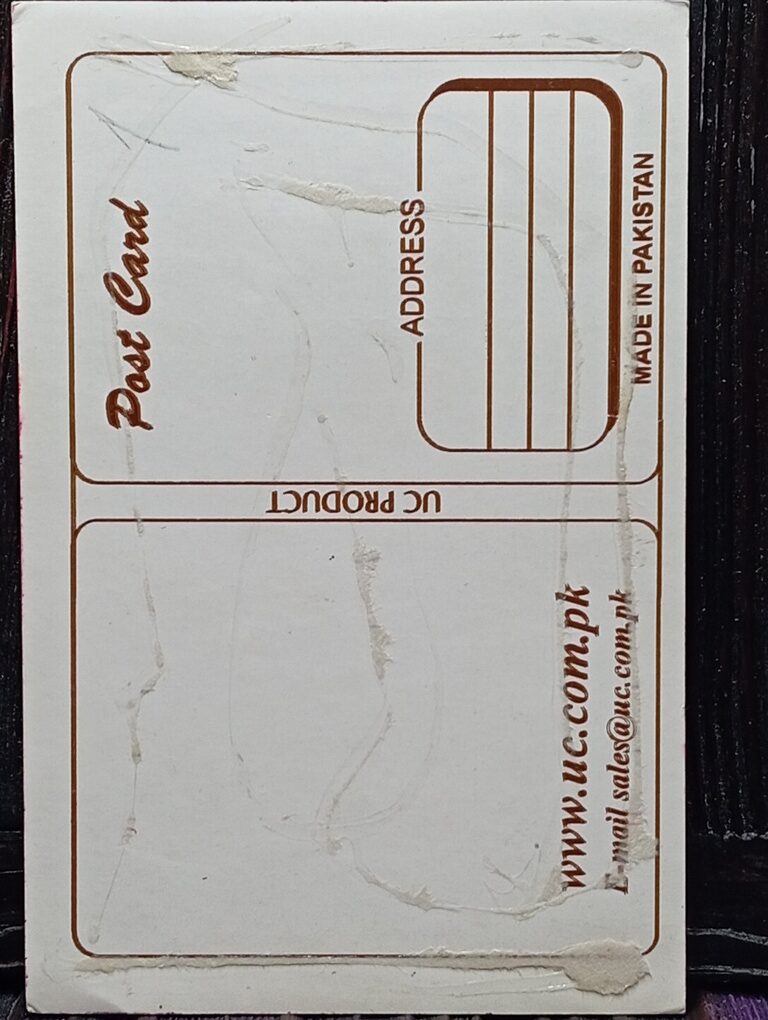 Post Card
ADDRESS
MADE IN PAKISTAN
UC PRODUCT
www.uc.com.pk
E-mail sales@uc.com.pk